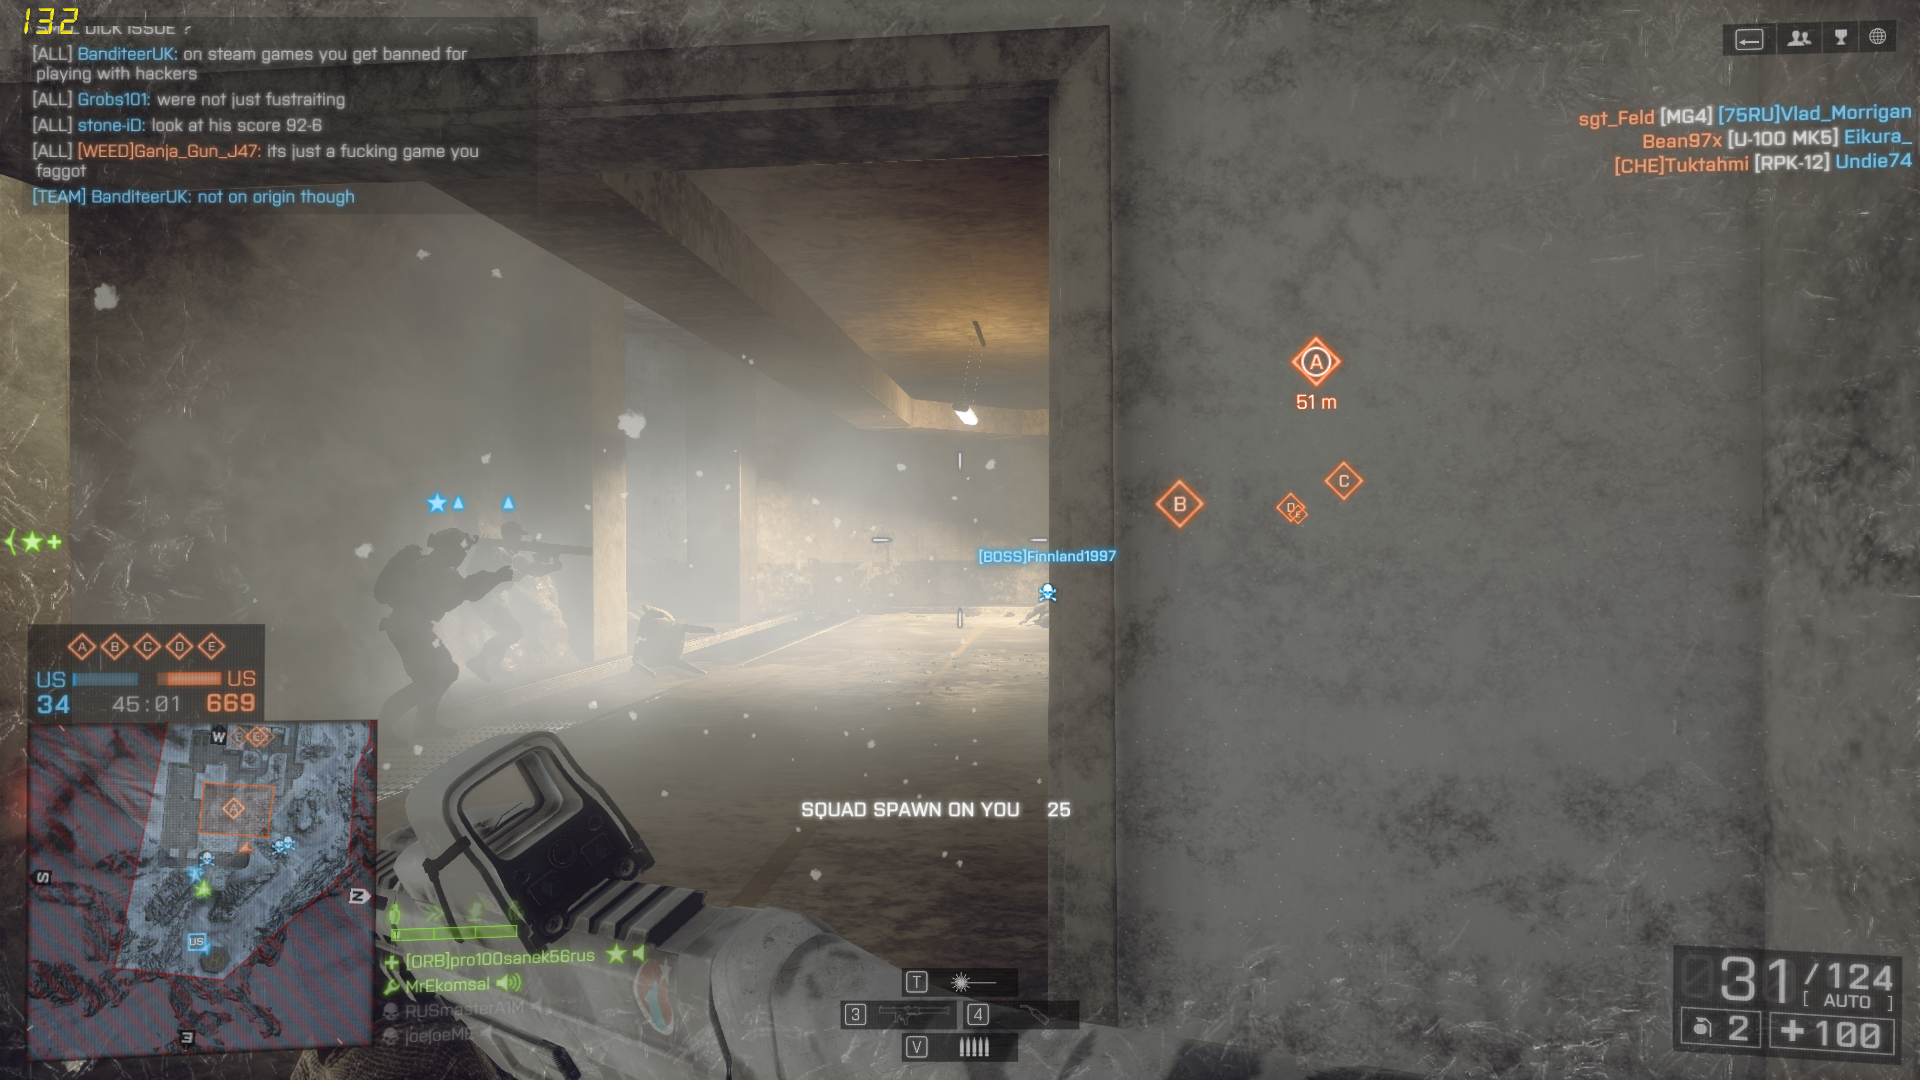 132
DICK ISSUE ?
[ALL] BanditeerUK: on steam games you get banned for
playing with hackers
[ALL] Grobs101: were not just fustraiting
[ALL] stone-iD: look at his score 92-6
[ALL] [WEED]Ganja_Gun_J47: its just a fucking game you
faggot
[TEAM] BanditeerUK: not on origin though
sgt_Feld [MG4] [75RU]Vlad_Morrigan
Bean97x [U-100 MK5] Eikura_
[CHE]Tuktahmi [RPK-12] Undie74
A
51 m
B
D
E
C
[BOSS]Finnland1997
A B C D E
US US
34 45:01 669
W
A
S
N
US
E
SQUAD SPAWN ON YOU 25
[ORB]pro100sanek56rus
MrEkomsal
RUSmasterA1M
T
3
4
V
31/124
[ AUTO ]
2
+100